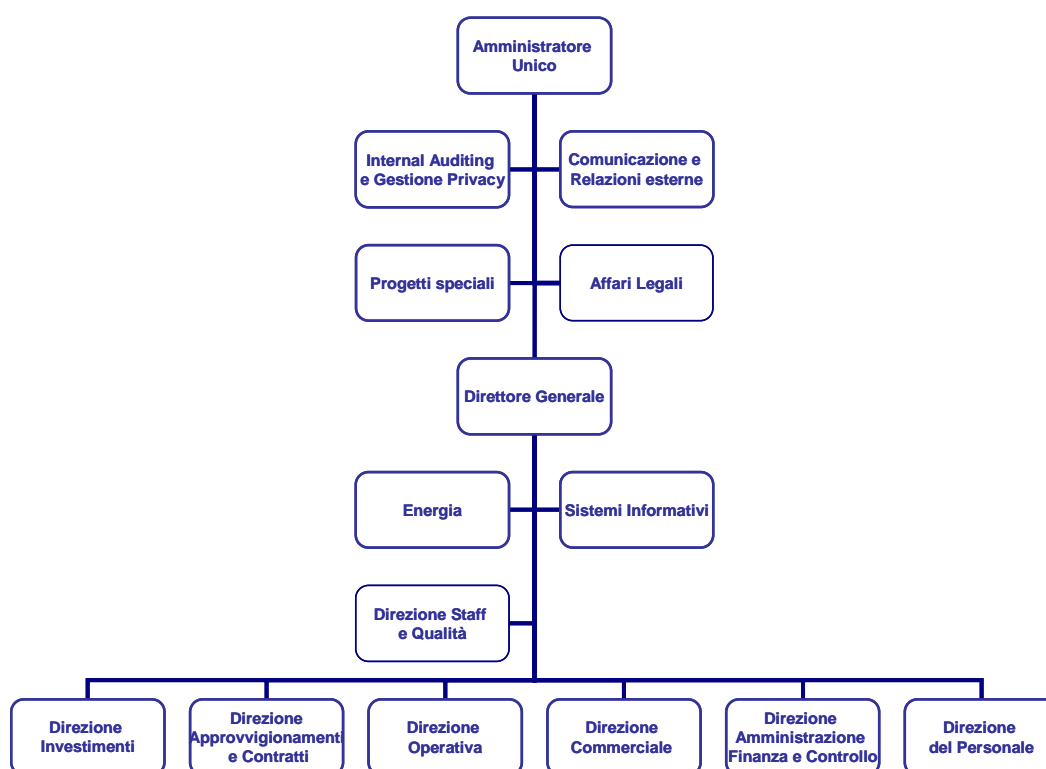 Amministratore
Unico
Internal Auditing
e Gestione Privacy
Comunicazione e
Relazioni esterne
Progetti speciali
Affari Legali
Direttore Generale
Energia
Sistemi Informativi
Direzione Staff
e Qualità
Direzione
Investimenti
Direzione
Approvvigionamenti
e Contratti
Direzione
Operativa
Direzione
Commerciale
Direzione
Amministrazione
Finanza e Controllo
Direzione
del Personale